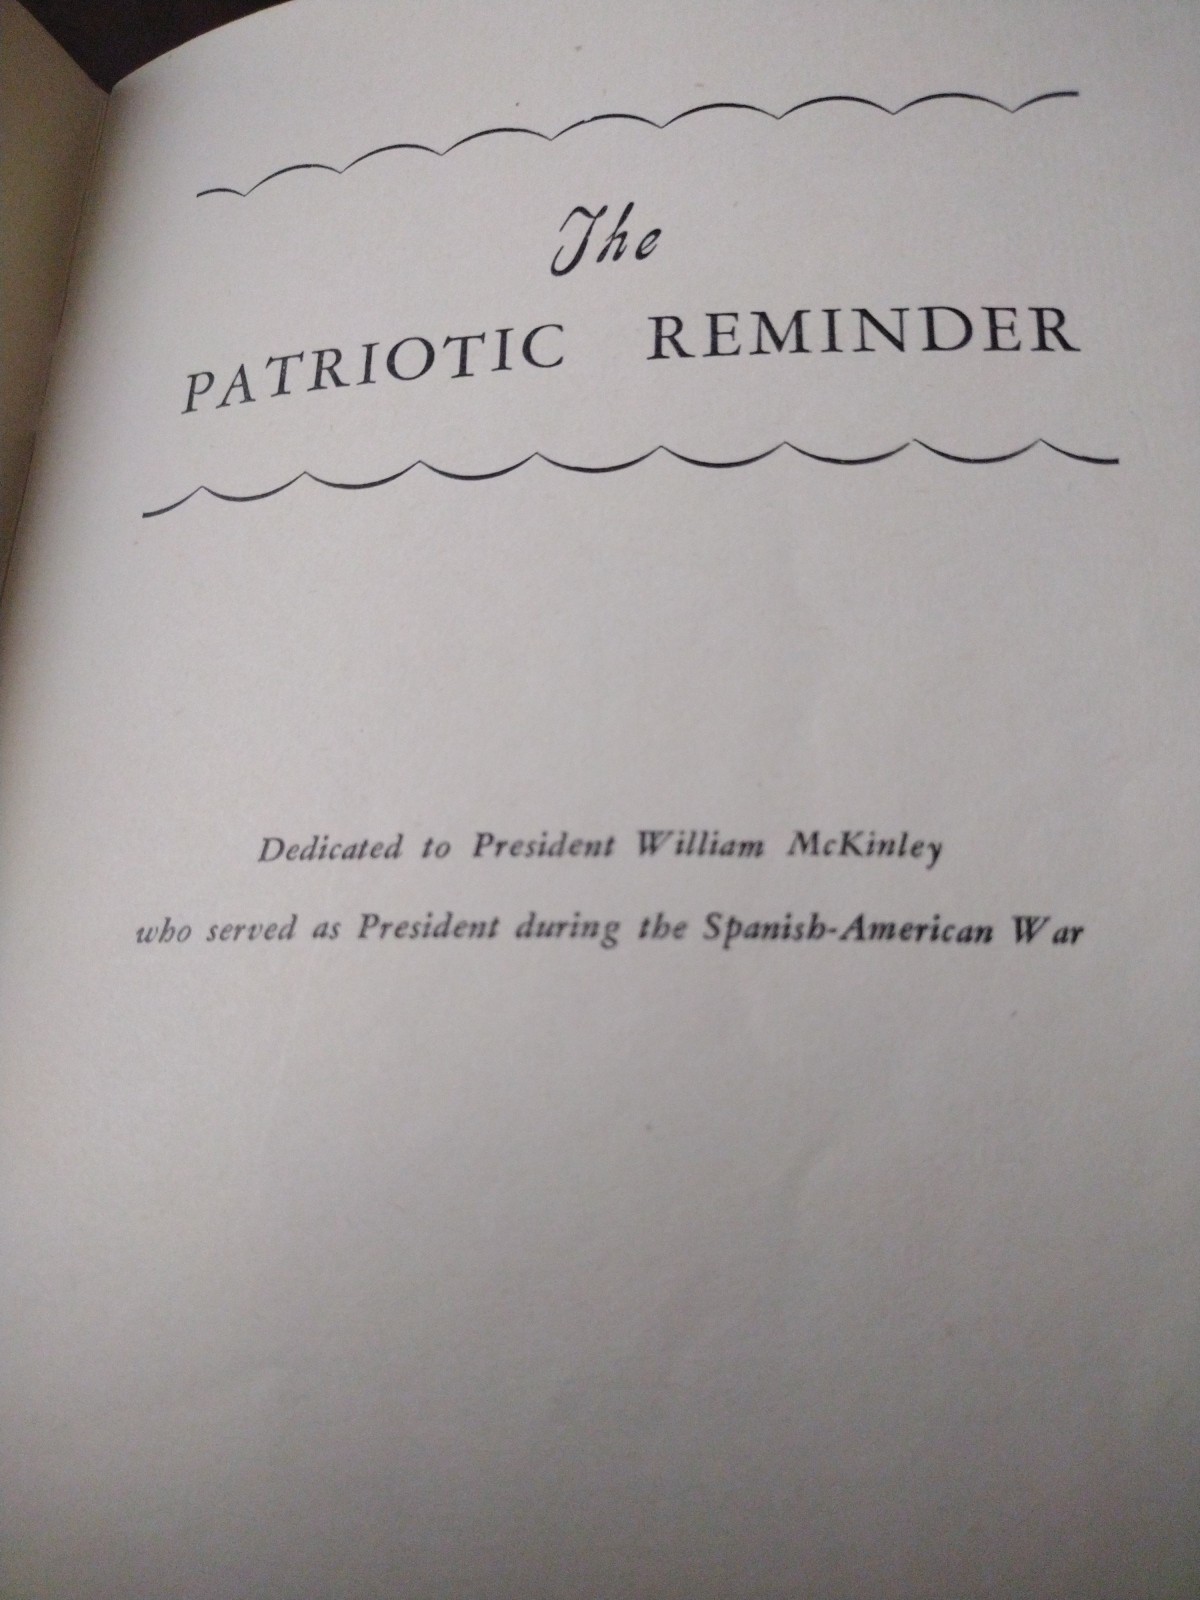 The
PATRIOTIC REMINDER
Dedicated to President William McKinley
who served as President during the Spanish-American War